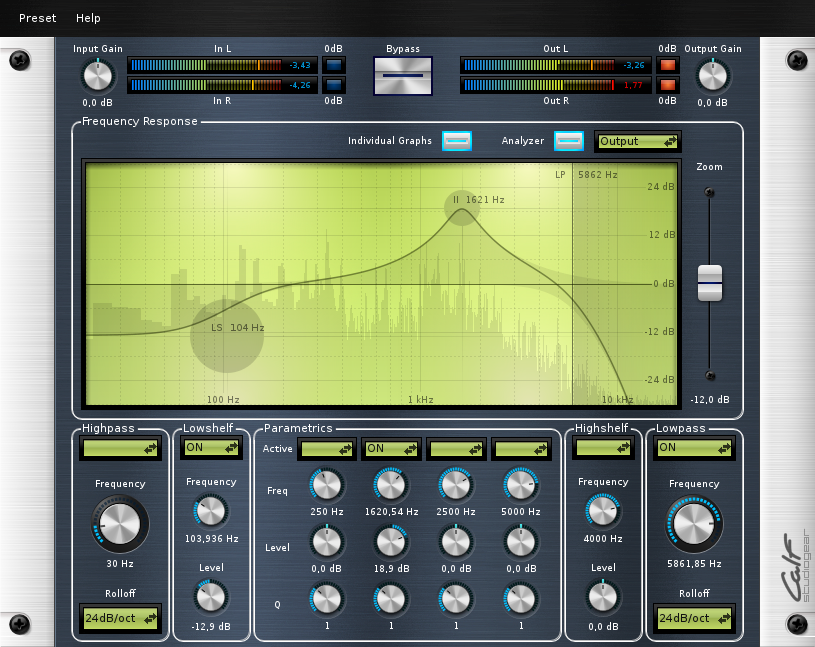 Preset Help
Input Gain In L 0dB Bypass Out L 0dB Output Gain
-3,43 -3,26
-4,26 1,77
0,0 dB In R 0dB Out R 0dB 0,0 dB
Frequency Response
Individual Graphs Analyzer Output
Zoom
LP 5862 Hz
24 dB
II 1621 Hz
12 dB
0 dB
LS 104 Hz
-12 dB
-24 dB
100 Hz 1 kHz 10 kHz
-12,0 dB
Highpass Lowshelf Parametrics Highshelf Lowpass
ON Active ON ON
Frequency Frequency Freq Frequency Frequency
250 Hz 1620,54 Hz 2500 Hz 5000 Hz
103,936 Hz 4000 Hz
Level Level Level
30 Hz 0,0 dB 18,9 dB 0,0 dB 0,0 dB 5861,85 Hz
Rolloff Q Rolloff
24dB/oct 24dB/oct
-12,9 dB 1 1 1 1 0,0 dB
Calf
studiogear